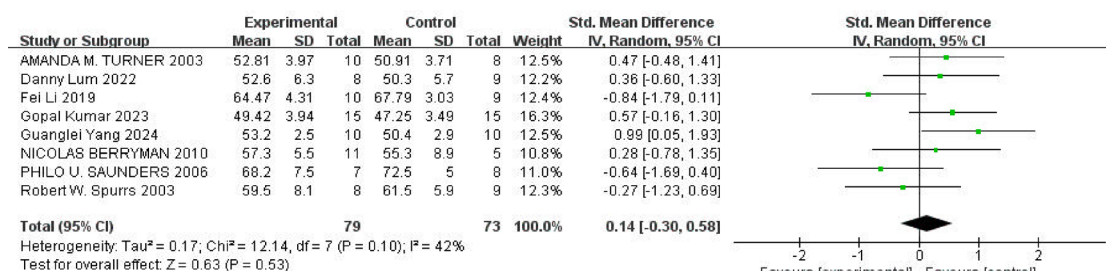 Experimental Control Std. Mean Difference Std. Mean Difference
Study or Subgroup Mean SD Total Mean SD Total Weight IV, Random, 95% CI IV, Random, 95% CI
AMANDA M. TURNER 2003 52.81 3.97 10 50.91 3.71 8 12.5% 0.47 [-0.48, 1.41]
Danny Lum 2022 52.6 6.3 8 50.3 5.7 9 12.2% 0.36 [-0.60, 1.33]
Fei Li 2019 64.47 4.31 10 67.79 3.03 9 12.4% -0.84 [-1.79, 0.11]
Gopal Kumar 2023 49.42 3.94 15 47.25 3.49 15 16.3% 0.57 [-0.16, 1.30]
Guanglei Yang 2024 53.2 2.5 10 50.4 2.9 10 12.6% 0.99 [0.05, 1.93]
NICOLAS BERRYMAN 2010 57.3 5.5 11 55.3 8.9 5 10.8% 0.28 [-0.78, 1.35]
PHILO U. SAUNDERS 2006 68.2 7.5 7 72.5 5 8 11.0% -0.64 [-1.69, 0.40]
Robert W. Spurrs 2003 59.5 8.1 8 61.5 5.9 9 12.2% -0.27 [-1.23, 0.69]
Total (95% CI) 79 73 100.0% 0.14 [-0.30, 0.58]
Heterogeneity: Tau² = 0.17; Chi² = 12.14, df = 7 (P = 0.10); I² = 42%
Test for overall effect: Z = 0.63 (P = 0.53)
-2 -1 0 1 2
Favours [experimental] Favours [control]